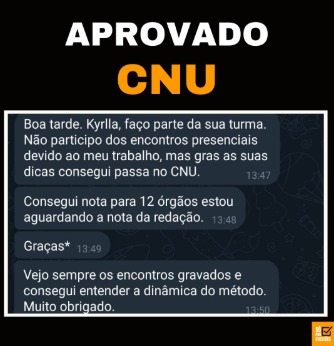 APROVADO
CNU
Boa tarde. Kyrlla, faço parte da sua turma.
Não participo dos encontros presenciais
devido ao meu trabalho, mas gras as suas
dicas consegui passa no CNU. 13:47
Consegui nota para 12 órgãos estou
aguardando a nota da redação. 13:48
Graças* 13:49
Vejo sempre os encontros gravados e
consegui entender a dinâmica do método.
Muito obrigado. 13:50